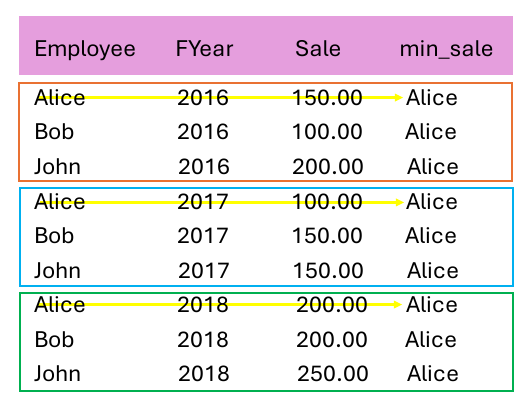 Employee FYear Sale min_sale
Alice 2016 150.00 Alice
Bob 2016 100.00 Alice
John 2016 200.00 Alice
Alice 2017 100.00 Alice
Bob 2017 150.00 Alice
John 2017 150.00 Alice
Alice 2018 200.00 Alice
Bob 2018 200.00 Alice
John 2018 250.00 Alice